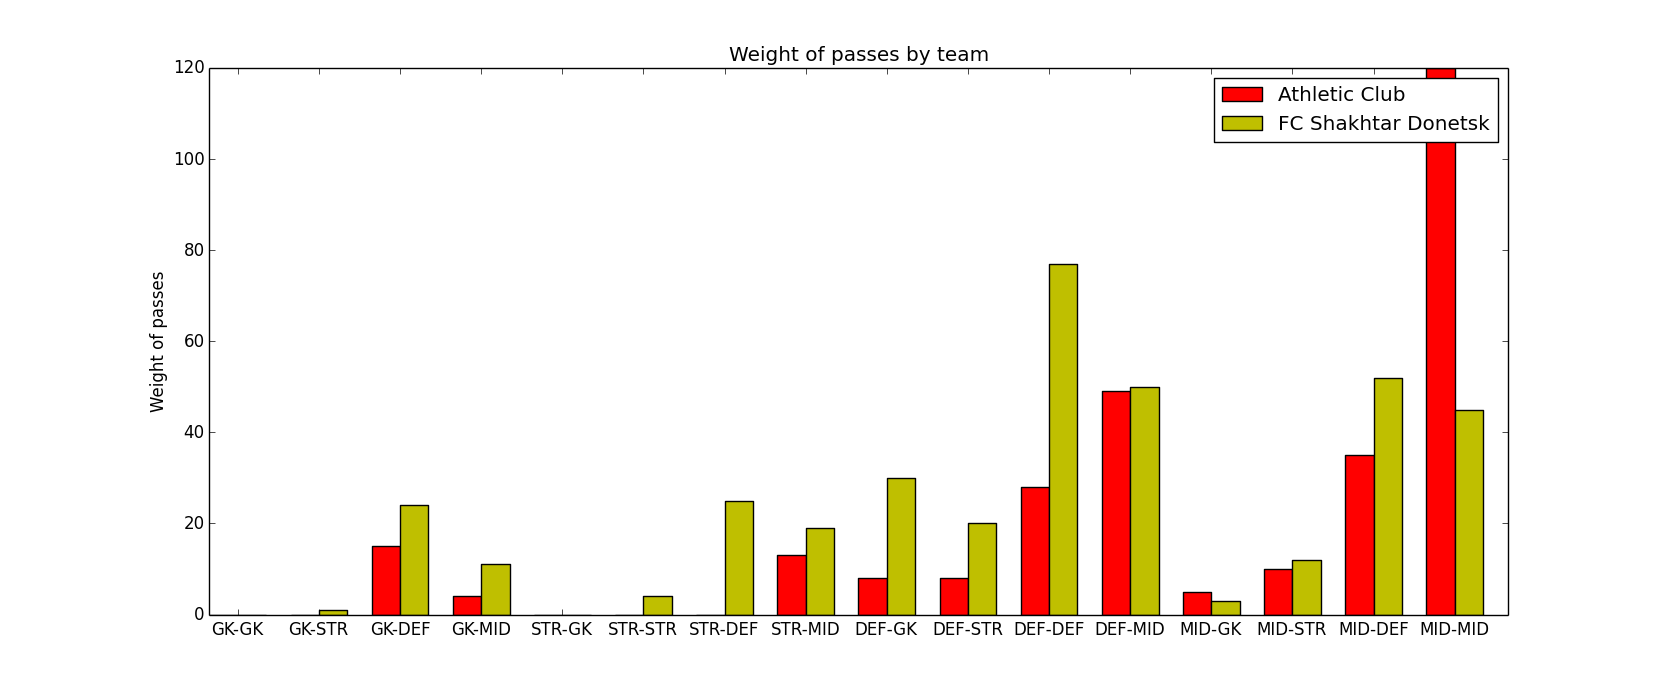 Weight of passes by team
120
100
80
60
40
20
0
Weight of passes
Athletic Club
FC Shakhtar Donetsk
GK-GK GK-STR GK-DEF GK-MID STR-GK STR-STR STR-DEF STR-MID DEF-GK DEF-STR DEF-DEF DEF-MID MID-GK MID-STR MID-DEF MID-MID